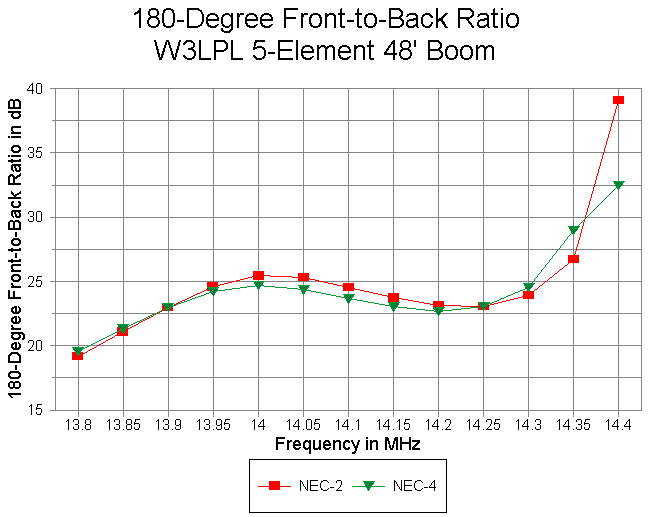 180-Degree Front-to-Back Ratio
W3LPL 5-Element 48' Boom
180-Degree Front-to-Back Ratio in dB
40
35
30
25
20
15
13.8 13.85 13.9 13.95 14 14.05 14.1 14.15 14.2 14.25 14.3 14.35 14.4
Frequency in MHz
NEC-2 NEC-4